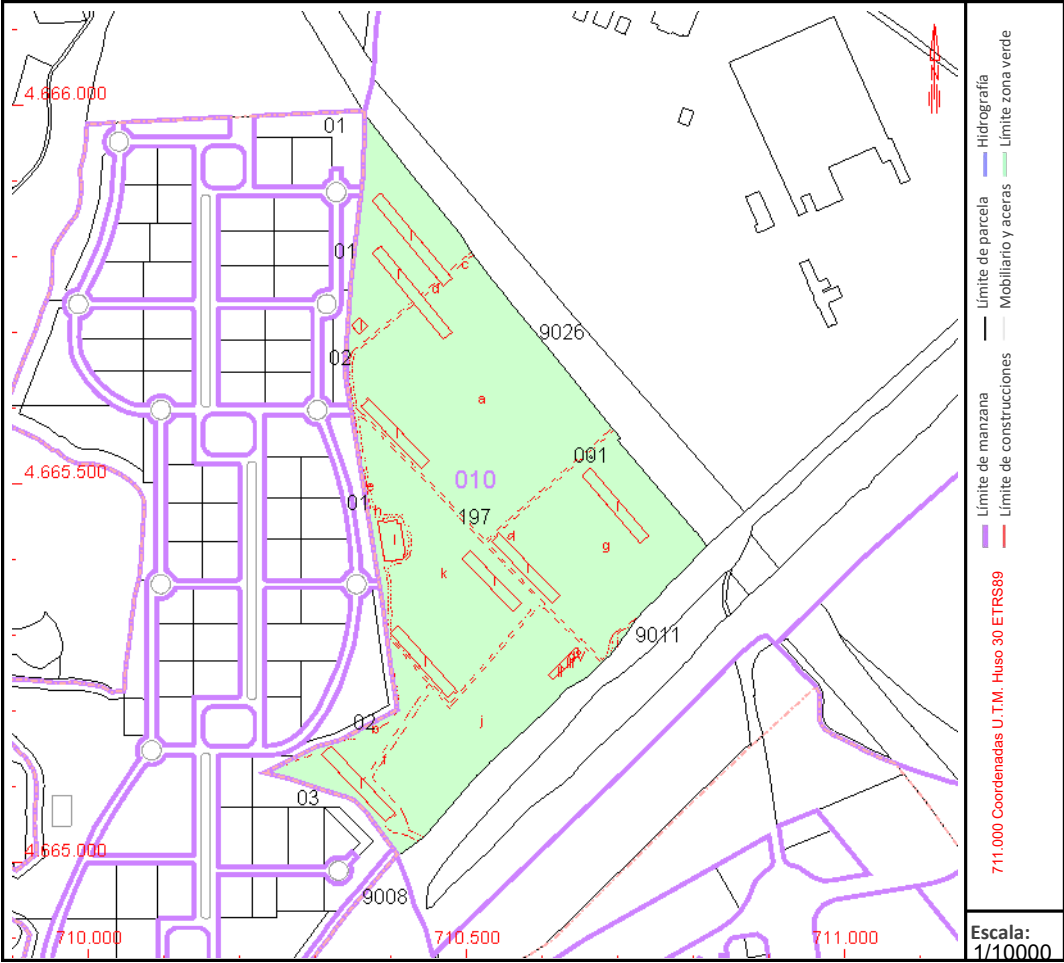 4.666.000
01
01
c
d
l
l
9026
02
a
l
001
4.665.500
010
01
e
h
197
l
l
d
g
k
l
l
9011
i
l
02
b
j
f
l
03
4.665.000
9008
710.000
710.500
711.000
Límite de manzana
Límite de parcela
Hidrografía
Límite de construcciones
Mobiliario y aceras
Límite zona verde
711.000 Coordenadas U.T.M. Huso 30 ETRS89
Escala:
1/10000